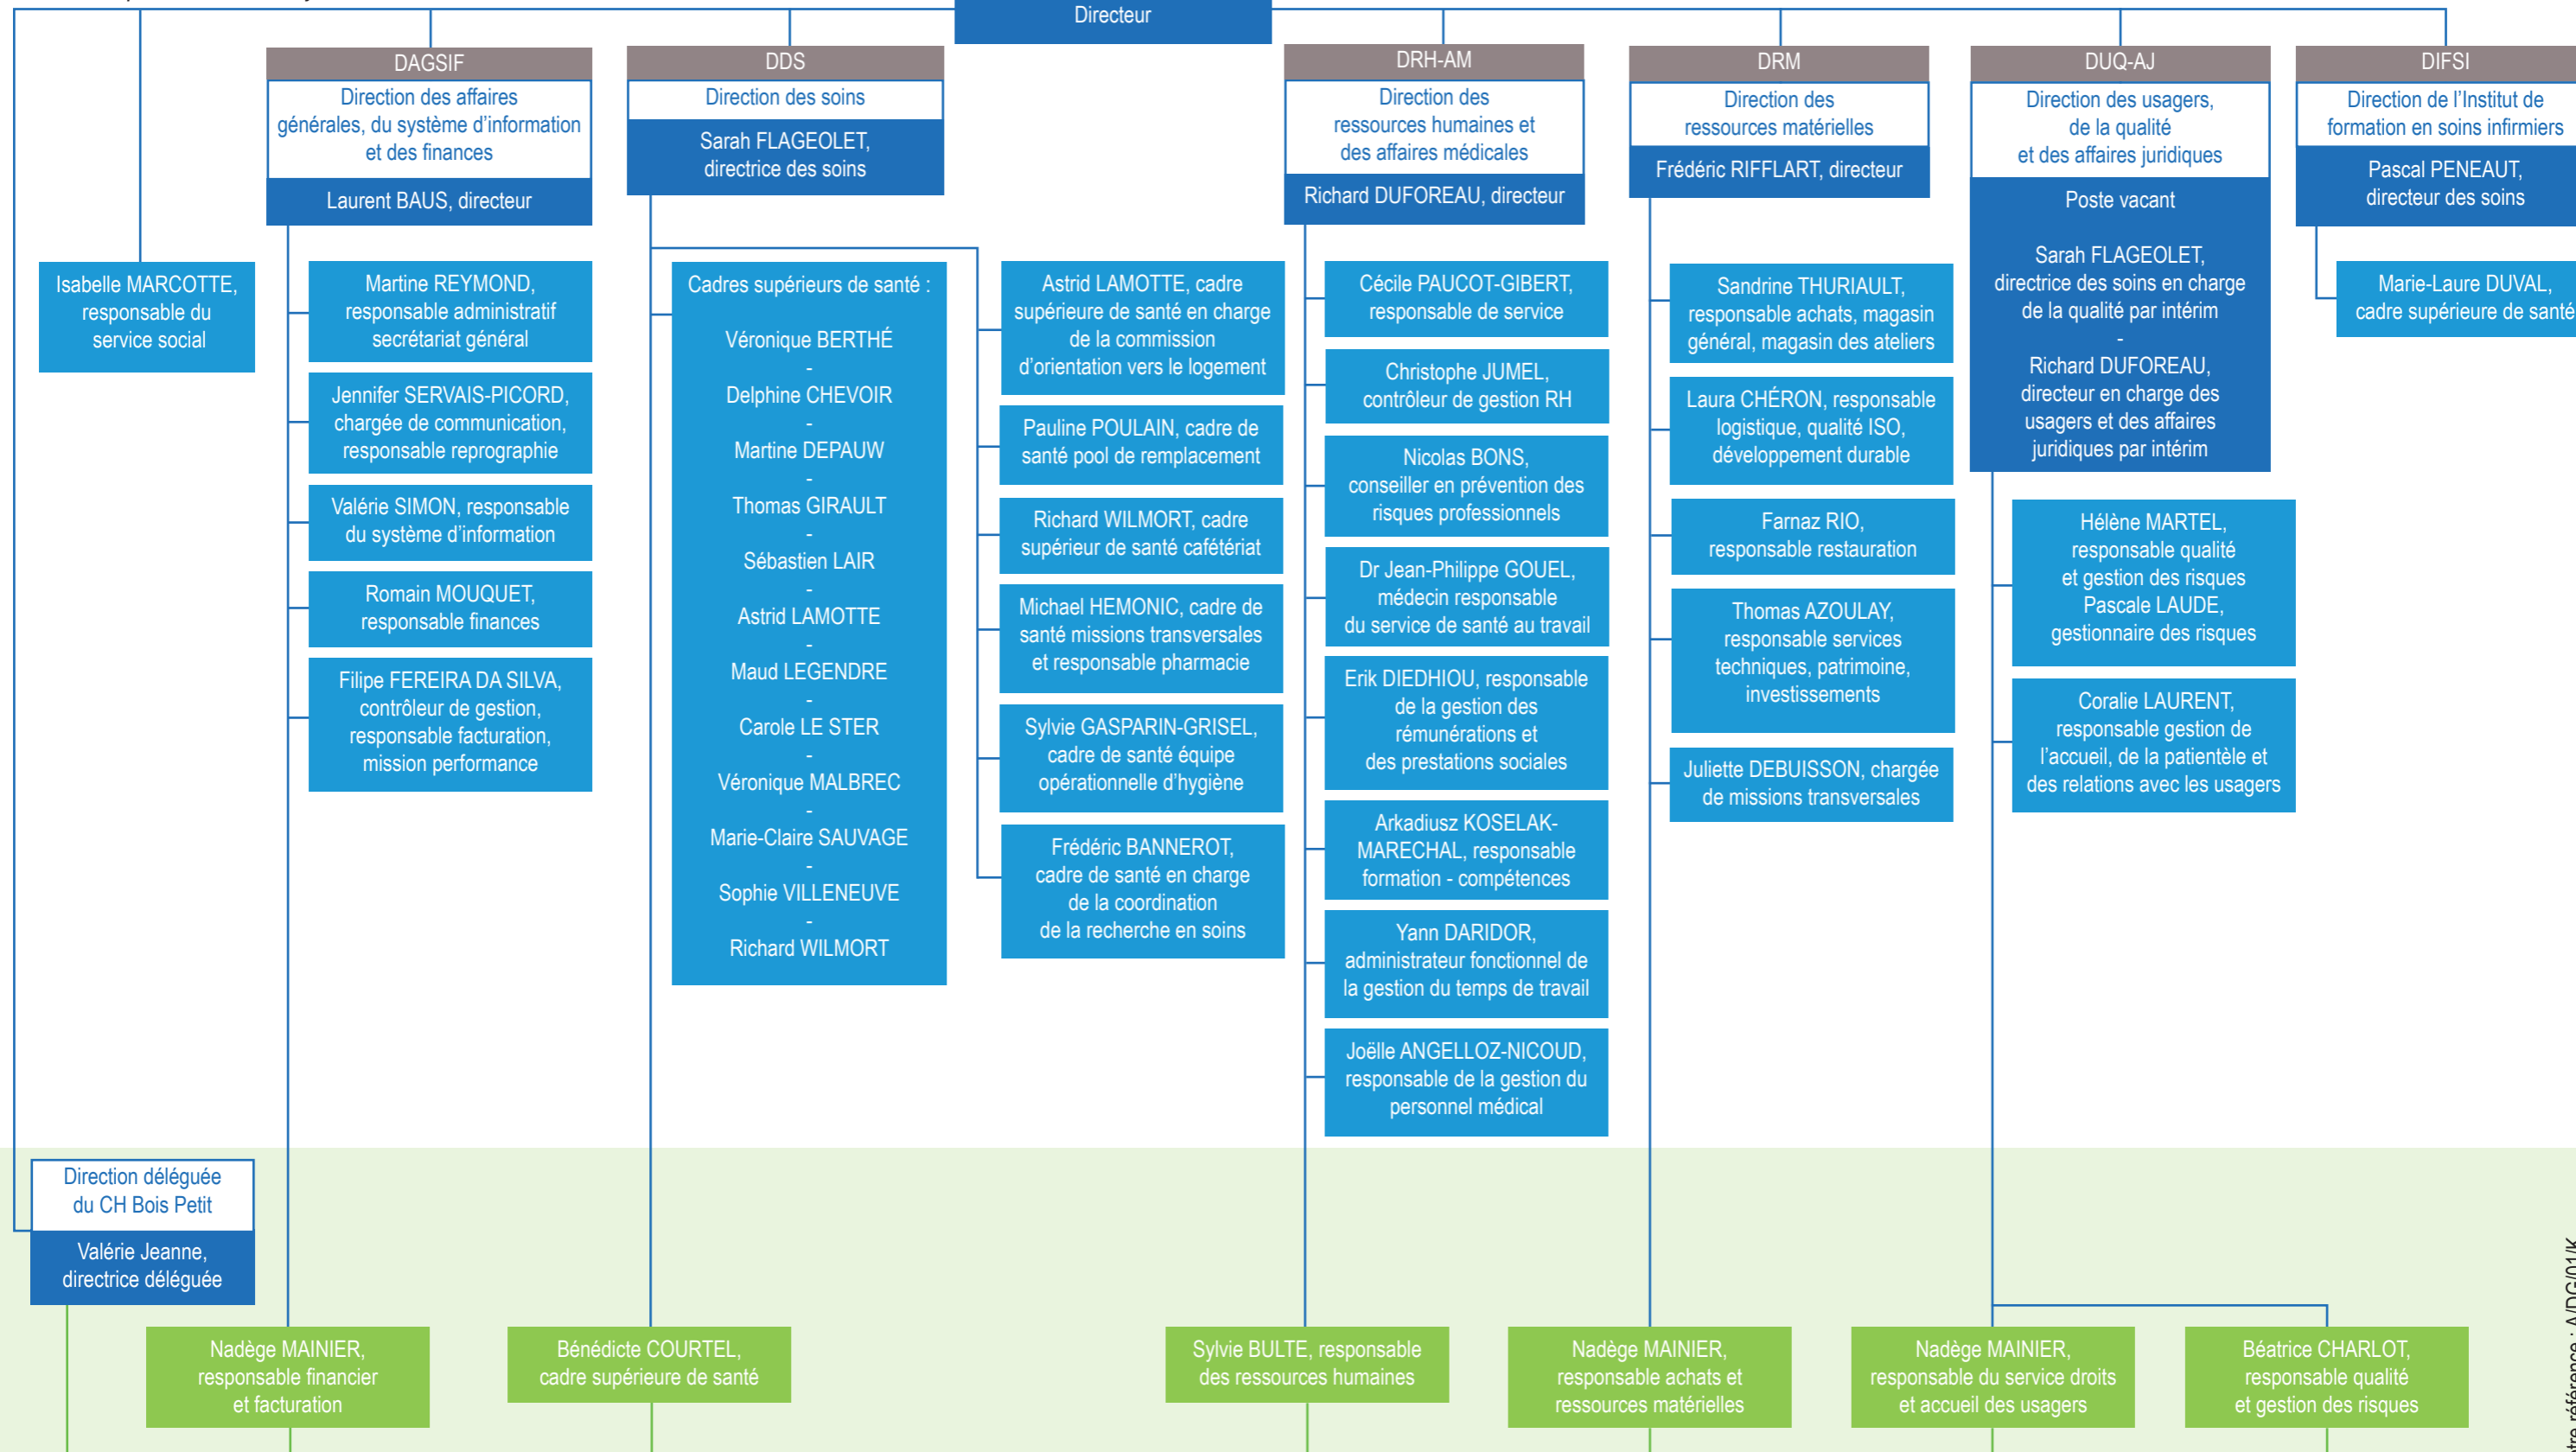 Directeur
DAGSIF
Direction des affaires
générales, du système d’information
et des finances
Laurent BAUS, directeur
DDS
Direction des soins
Sarah FLAGEOLET,
directrice des soins
DRH-AM
Direction des
ressources humaines et
des affaires médicales
Richard DUFOREAU, directeur
DRM
Direction des
ressources matérielles
Frédéric RIFFLART, directeur
DUQ-AJ
Direction des usagers,
de la qualité
et des affaires juridiques
Poste vacant
Sarah FLAGEOLET,
directrice des soins en charge
de la qualité par intérim
-
Richard DUFOREAU,
directeur en charge des
usagers et des affaires
juridiques par intérim
DIFSI
Direction de l’Institut de
formation en soins infirmiers
Pascal PENEAUT,
directeur des soins
Isabelle MARCOTTE,
responsable du
service social
Martine REYMOND,
responsable administratif
secrétariat général
Jennifer SERVAIS-PICORD,
chargée de communication,
responsable reprographie
Valérie SIMON, responsable
du système d’information
Romain MOUQUET,
responsable finances
Filipe FEREIRA DA SILVA,
contrôleur de gestion,
responsable facturation,
mission performance
Cadres supérieurs de santé :
Véronique BERTHÉ
-
Delphine CHEVOIR
-
Martine DEPAUW
-
Thomas GIRAULT
-
Sébastien LAIR
-
Astrid LAMOTTE
-
Maud LEGENDRE
-
Carole LE STER
-
Véronique MALBREC
-
Marie-Claire SAUVAGE
-
Sophie VILLENEUVE
-
Richard WILMORT
Astrid LAMOTTE, cadre
supérieure de santé en charge
de la commission
d’orientation vers le logement
Pauline POULAIN, cadre de
santé pool de remplacement
Richard WILMORT, cadre
supérieur de santé cafétériat
Michael HEMONIC, cadre de
santé missions transversales
et responsable pharmacie
Sylvie GASPARIN-GRISEL,
cadre de santé équipe
opérationnelle d’hygiène
Frédéric BANNEROT,
cadre de santé en charge
de la coordination
de la recherche en soins
Cécile PAUCOT-GIBERT,
responsable de service
Christophe JUMEL,
contrôleur de gestion RH
Nicolas BONS,
conseiller en prévention des
risques professionnels
Dr Jean-Philippe GOUEL,
médecin responsable
du service de santé au travail
Erik DIEDHIOU, responsable
de la gestion des
rémunérations et
des prestations sociales
Arkadiusz KOSELAK-
MARECHAL, responsable
formation - compétences
Yann DARIDOR,
administrateur fonctionnel de
la gestion du temps de travail
Joëlle ANGELLOZ-NICOUD,
responsable de la gestion du
personnel médical
Sandrine THURIAULT,
responsable achats, magasin
général, magasin des ateliers
Laura CHÉRON, responsable
logistique, qualité ISO,
développement durable
Farnaz RIO,
responsable restauration
Thomas AZOULAY,
responsable services
techniques, patrimoine,
investissements
Juliette DEBUISSON, chargée
de missions transversales
Hélène MARTEL,
responsable qualité
et gestion des risques
Pascale LAUDE,
gestionnaire des risques
Coralie LAURENT,
responsable gestion de
l’accueil, de la patientèle et
des relations avec les usagers
Marie-Laure DUVAL,
cadre supérieure de santé
Direction déléguée
du CH Bois Petit
Valérie Jeanne,
directrice déléguée
Nadège MAINIER,
responsable financier
et facturation
Bénédicte COURTEL,
cadre supérieure de santé
Sylvie BULTE, responsable
des ressources humaines
Nadège MAINIER,
responsable achats et
ressources matérielles
Nadège MAINIER,
responsable du service droits
et accueil des usagers
Béatrice CHARLOT,
responsable qualité
et gestion des risques
référence : A/DG/01/K